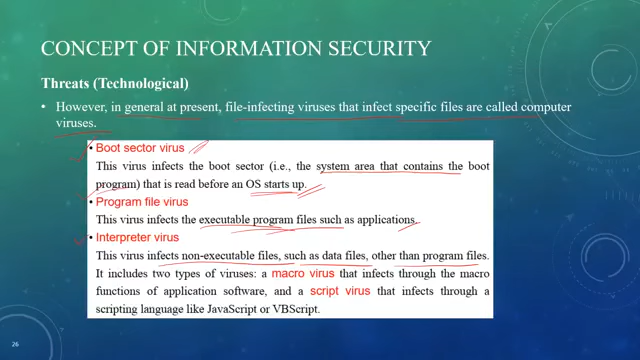 CONCEPT OF INFORMATION SECURITY
Threats (Technological)
• However, in general at present, file-infecting viruses that infect specific files are called computer
viruses.
• Boot sector virus
This virus infects the boot sector (i.e., the system area that contains the boot
program) that is read before an OS starts up.
• Program file virus
This virus infects the executable program files such as applications.
• Interpreter virus
This virus infects non-executable files, such as data files, other than program files.
It includes two types of viruses: a macro virus that infects through the macro
functions of application software, and a script virus that infects through a
scripting language like JavaScript or VBScript.
26